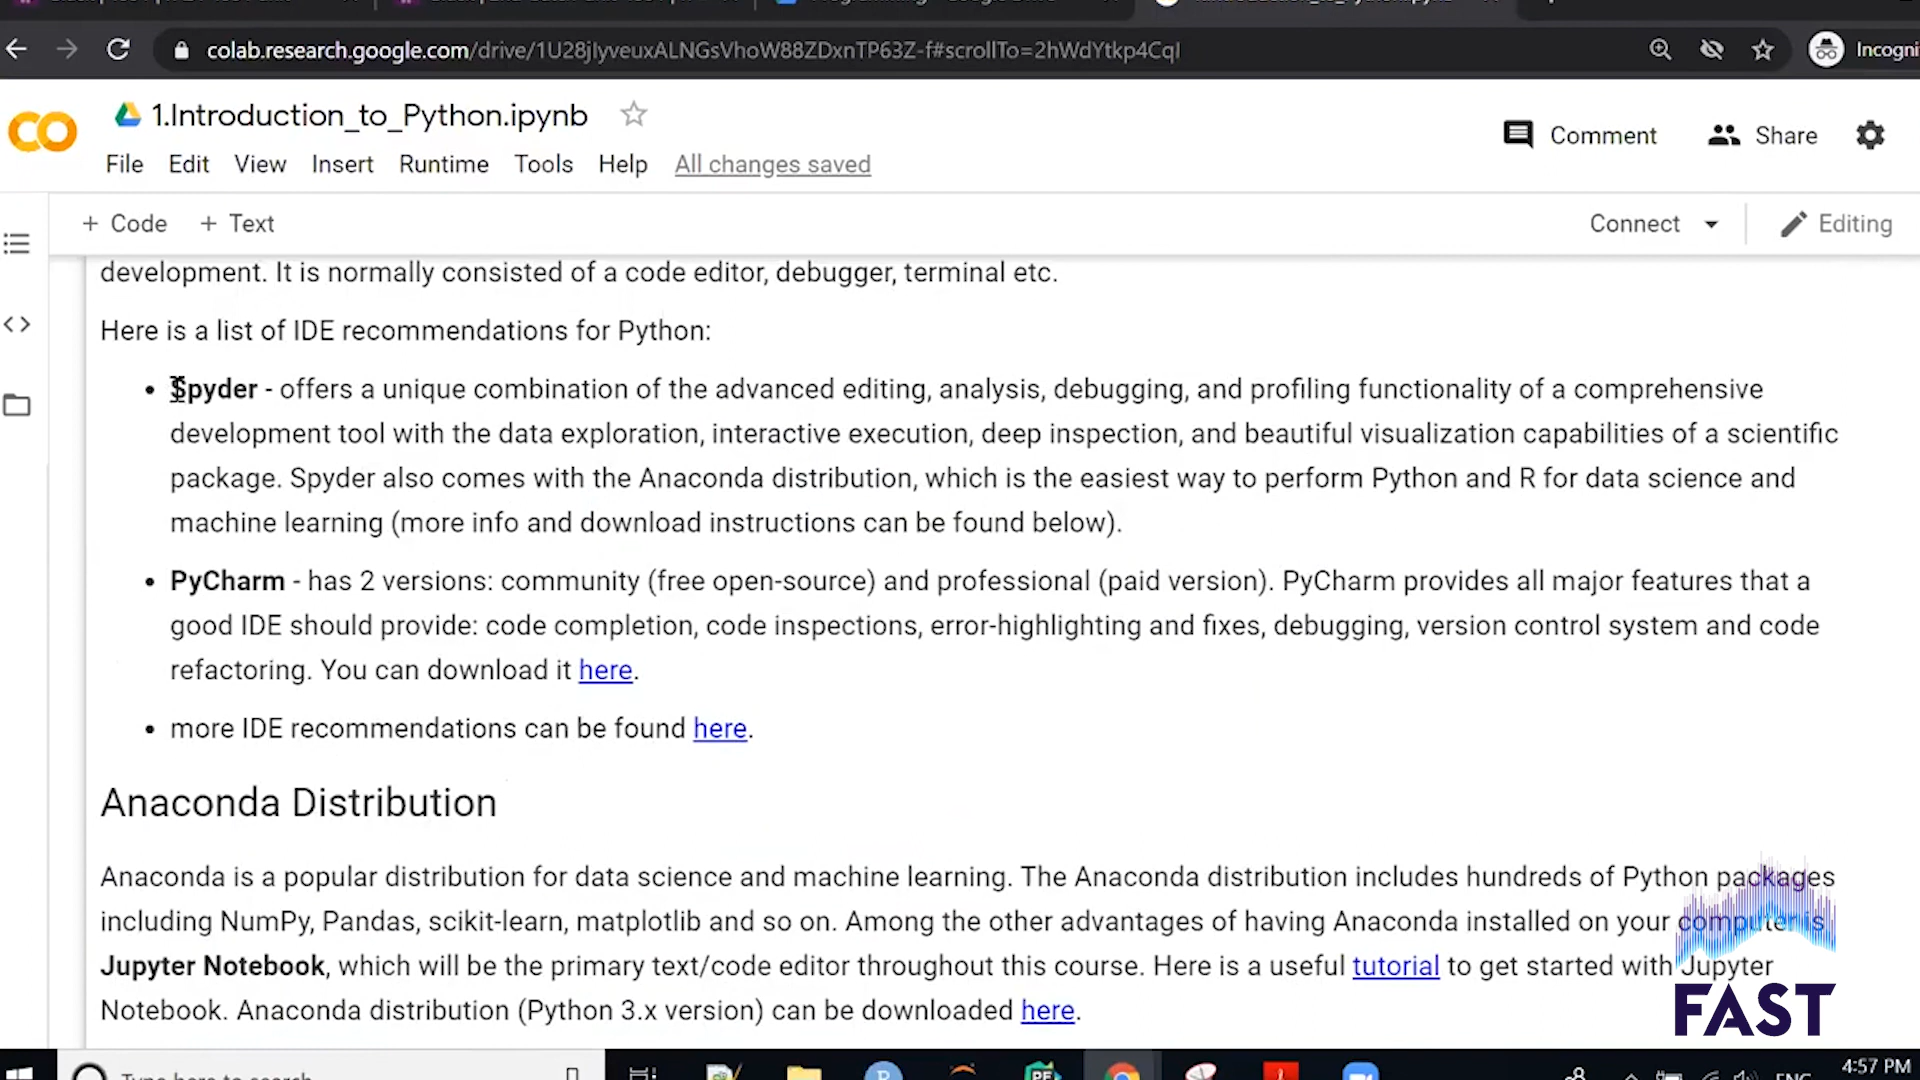 colab.research.google.com/drive/1U28jIyveuxALNGsVhoW88ZDxnTP63Z-f#scrollTo=2hWdYtkp4CqI
Incogni
1.Introduction_to_Python.ipynb
Comment
Share
File Edit View Insert Runtime Tools Help All changes saved
+ Code + Text
Connect
Editing
development. It is normally consisted of a code editor, debugger, terminal etc.
Here is a list of IDE recommendations for Python:
• Spyder - offers a unique combination of the advanced editing, analysis, debugging, and profiling functionality of a comprehensive
development tool with the data exploration, interactive execution, deep inspection, and beautiful visualization capabilities of a scientific
package. Spyder also comes with the Anaconda distribution, which is the easiest way to perform Python and R for data science and
machine learning (more info and download instructions can be found below).
• PyCharm - has 2 versions: community (free open-source) and professional (paid version). PyCharm provides all major features that a
good IDE should provide: code completion, code inspections, error-highlighting and fixes, debugging, version control system and code
refactoring. You can download it here.
• more IDE recommendations can be found here.
Anaconda Distribution
Anaconda is a popular distribution for data science and machine learning. The Anaconda distribution includes hundreds of Python packages
including NumPy, Pandas, scikit-learn, matplotlib and so on. Among the other advantages of having Anaconda installed on your computer is
Jupyter Notebook, which will be the primary text/code editor throughout this course. Here is a useful tutorial to get started with Jupyter
Notebook. Anaconda distribution (Python 3.x version) can be downloaded here.
FAST
Type here to search
ENG
4:57 PM